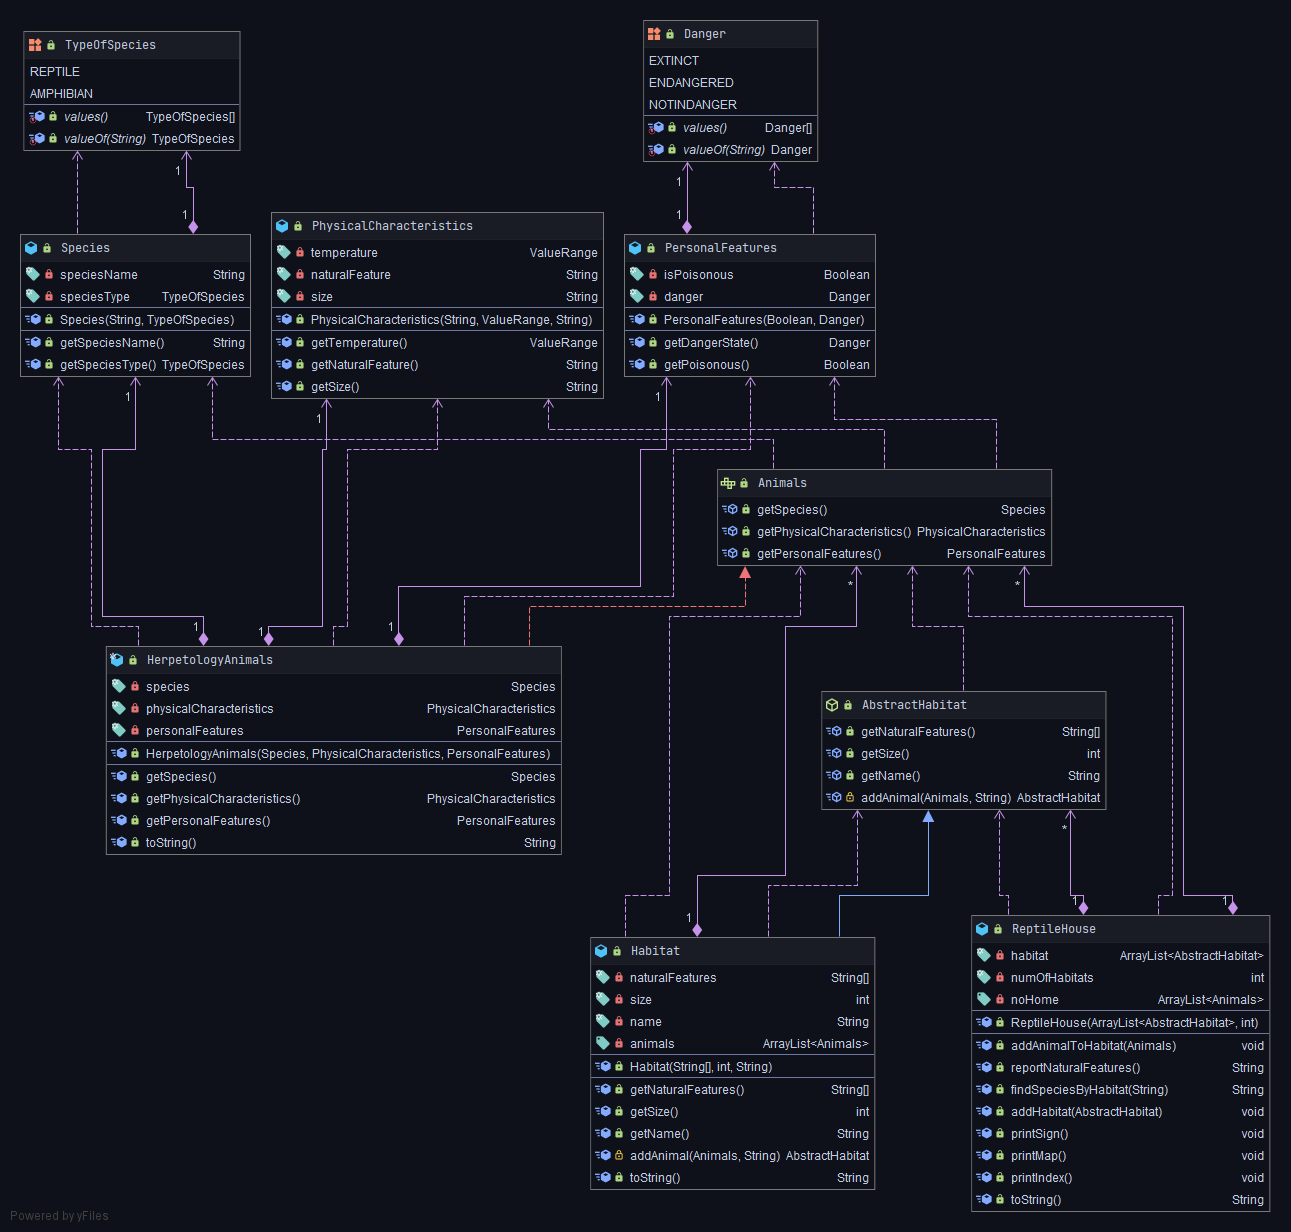 TypeOfSpecies
REPTILE
AMPHIBIAN
values() TypeOfSpecies[]
valueOf(String) TypeOfSpecies
Danger
EXTINCT
ENDANGERED
NOTINDANGER
values() Danger[]
valueOf(String) Danger
1
1
1
1
Species
speciesName String
speciesType TypeOfSpecies
Species(String, TypeOfSpecies)
getSpeciesName() String
getSpeciesType() TypeOfSpecies
PhysicalCharacteristics
temperature ValueRange
naturalFeature String
size String
PhysicalCharacteristics(String, ValueRange, String)
getTemperature() ValueRange
getNaturalFeature() String
getSize() String
PersonalFeatures
isPoisonous Boolean
danger Danger
PersonalFeatures(Boolean, Danger)
getDangerState() Danger
getPoisonous() Boolean
1
1
1
Animals
getSpecies() Species
getPhysicalCharacteristics() PhysicalCharacteristics
getPersonalFeatures() PersonalFeatures
*
*
1
1
1
HerpetologyAnimals
species Species
physicalCharacteristics PhysicalCharacteristics
personalFeatures PersonalFeatures
HerpetologyAnimals(Species, PhysicalCharacteristics, PersonalFeatures)
getSpecies() Species
getPhysicalCharacteristics() PhysicalCharacteristics
getPersonalFeatures() PersonalFeatures
toString() String
AbstractHabitat
getNaturalFeatures() String[]
getSize() int
getName() String
addAnimal(Animals, String) AbstractHabitat
*
1
1
1
Habitat
naturalFeatures String[]
size int
name String
animals ArrayList<Animals>
Habitat(String[], int, String)
getNaturalFeatures() String[]
getSize() int
getName() String
addAnimal(Animals, String) AbstractHabitat
toString() String
ReptileHouse
habitat ArrayList<AbstractHabitat>
numOfHabitats int
noHome ArrayList<Animals>
ReptileHouse(ArrayList<AbstractHabitat>, int)
addAnimalToHabitat(Animals) void
reportNaturalFeatures() String
findSpeciesByHabitat(String) String
addHabitat(AbstractHabitat) void
printSign() void
printMap() void
printIndex() void
toString() String
Powered by yFiles